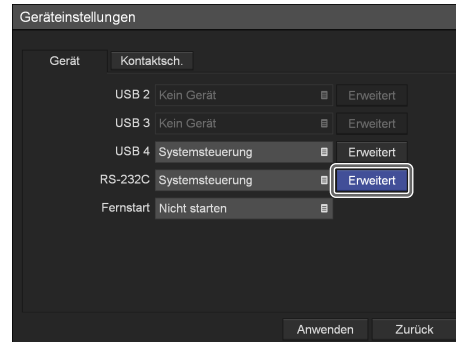 Geräteinstellungen
Gerät Kontaktsch.
USB 2 Kein Gerät Erweitert
USB 3 Kein Gerät Erweitert
USB 4 Systemsteuerung Erweitert
RS-232C Systemsteuerung Erweitert
Fernstart Nicht starten
Anwenden Zurück